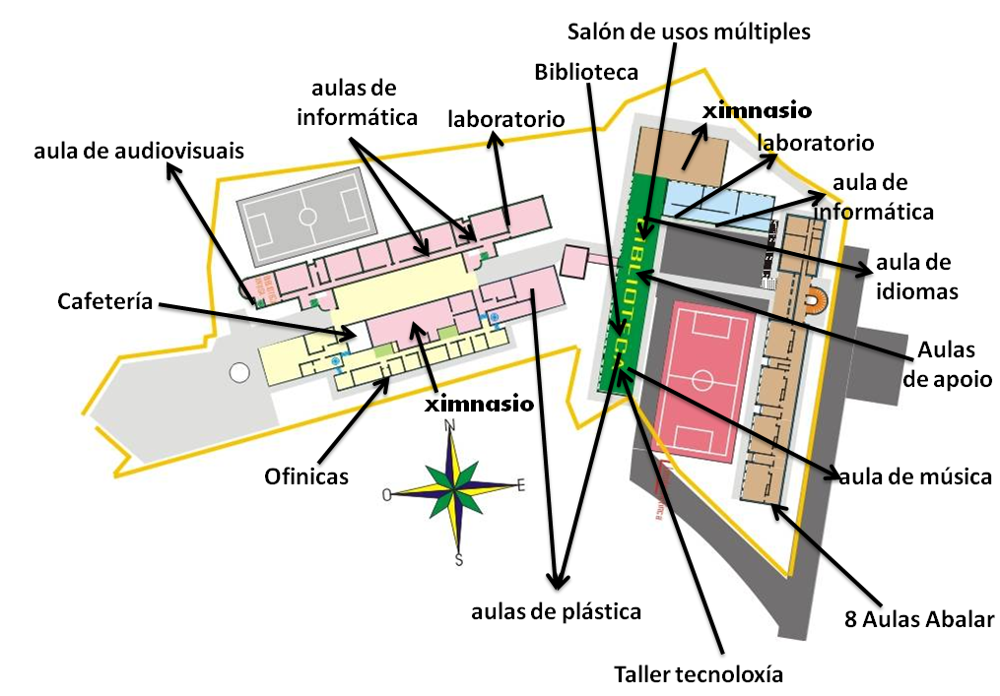 Salón de usos múltiples
Biblioteca
aulas de
informática
laboratorio
ximnasio
laboratorio
aula de audiovisuais
aula de
informática
aula de
idiomas
Cafetería
BIBLIOTECA
Aulas
de apoio
ximnasio
N
Ofinicas
aula de música
O
E
S
aulas de plástica
8 Aulas Abalar
Taller tecnoloxía